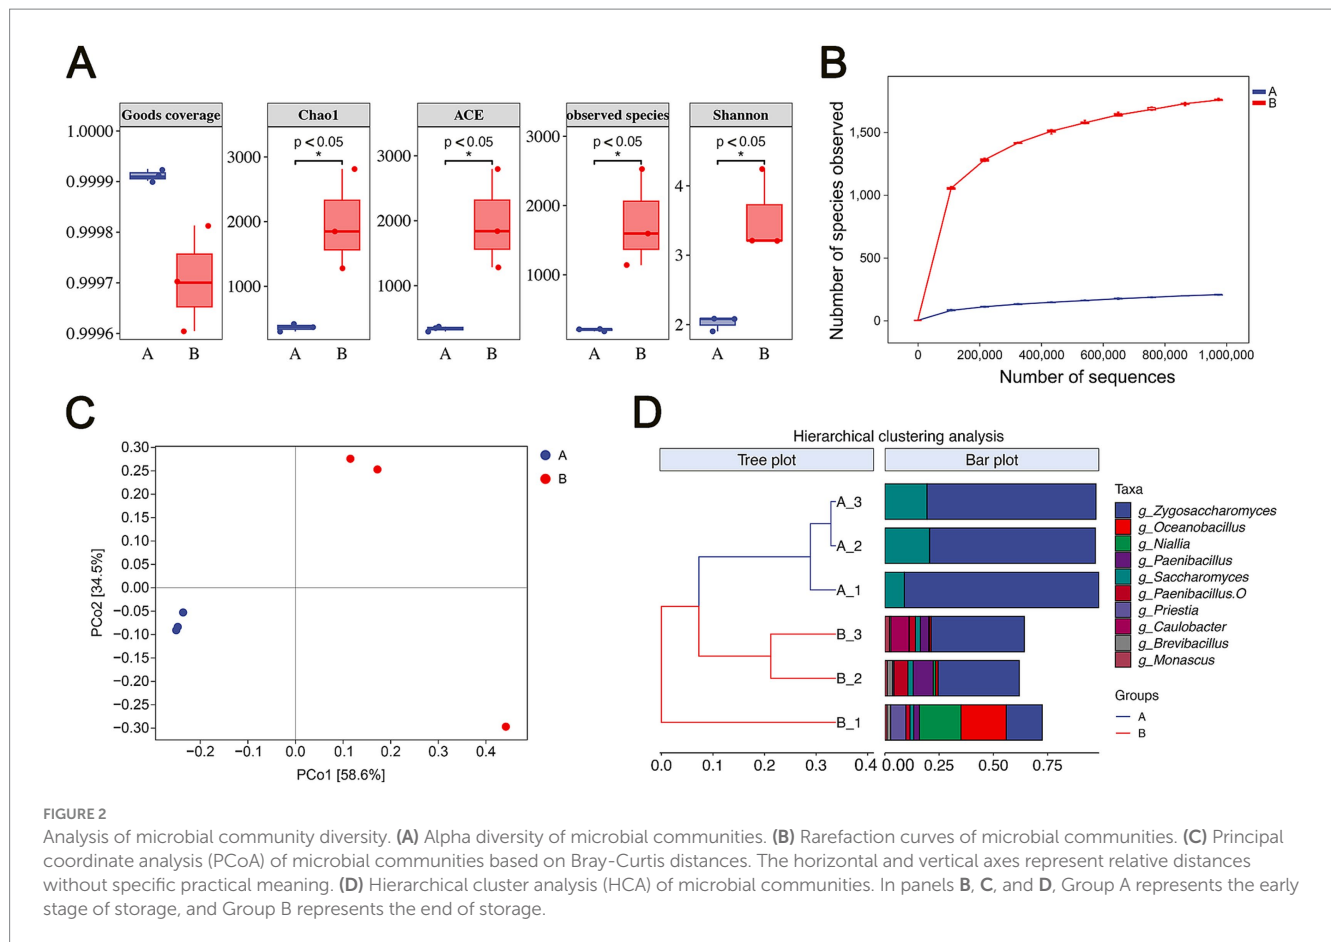 A
Goods coverage
Chao1
ACE
observed species
Shannon
p < 0.05
*
p < 0.05
*
p < 0.05
*
p < 0.05
*
1.0000
0.9999
0.9998
0.9997
0.9996
3000
2000
1000
3000
2000
1000
3000
2000
1000
4
3
2
A B
A B
A B
A B
A B
B
Nubmber of species observed
1,500
1,000
500
0
0 200,000 400,000 600,000 800,000 1,000,000
Number of sequences
A
B
C
PCo2 [34.5%]
0.30
0.25
0.20
0.15
0.10
0.05
0.00
−0.05
−0.10
−0.15
−0.20
−0.25
−0.30
−0.2 −0.1 0.0 0.1 0.2 0.3 0.4
PCo1 [58.6%]
A
B
D
Hierarchical clustering analysis
Tree plot
Bar plot
A_3
A_2
A_1
B_3
B_2
B_1
0.0 0.1 0.2 0.3 0.4
0.00 0.25 0.50 0.75
Taxa
g_Zygosaccharomyces
g_Oceanobacillus
g_Niallia
g_Paenibacillus
g_Saccharomyces
g_Paenibacillus.O
g_Priestia
g_Caulobacter
g_Brevibacillus
g_Monascus
Groups
A
B
FIGURE 2
Analysis of microbial community diversity. (A) Alpha diversity of microbial communities. (B) Rarefaction curves of microbial communities. (C) Principal
coordinate analysis (PCoA) of microbial communities based on Bray-Curtis distances. The horizontal and vertical axes represent relative distances
without specific practical meaning. (D) Hierarchical cluster analysis (HCA) of microbial communities. In panels B, C, and D, Group A represents the early
stage of storage, and Group B represents the end of storage.